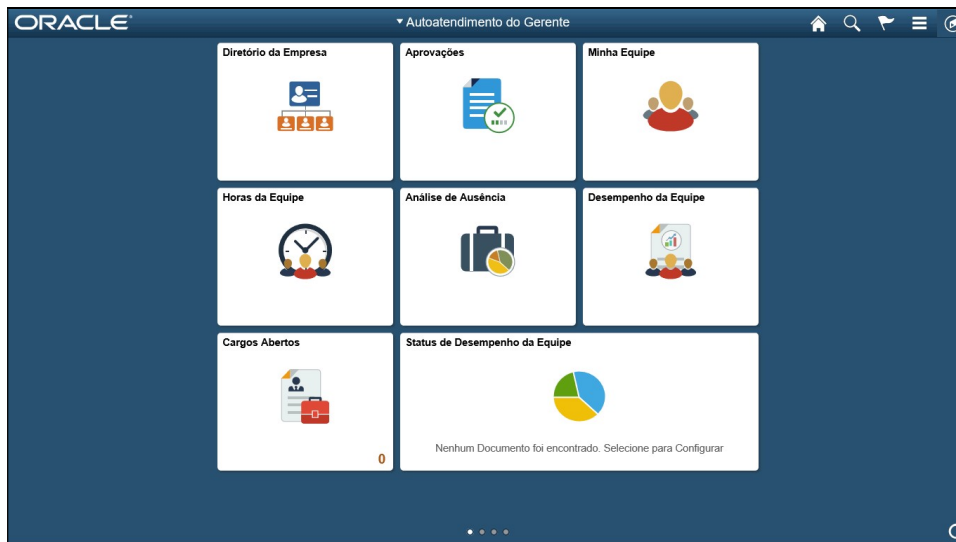 ORACLE
Autoatendimento do Gerente
Diretório da Empresa
Aprovações
Minha Equipe
Horas da Equipe
Análise de Ausência
Desempenho da Equipe
Cargos Abertos
0
Status de Desempenho da Equipe
Nenhum Documento foi encontrado. Selecione para Configurar